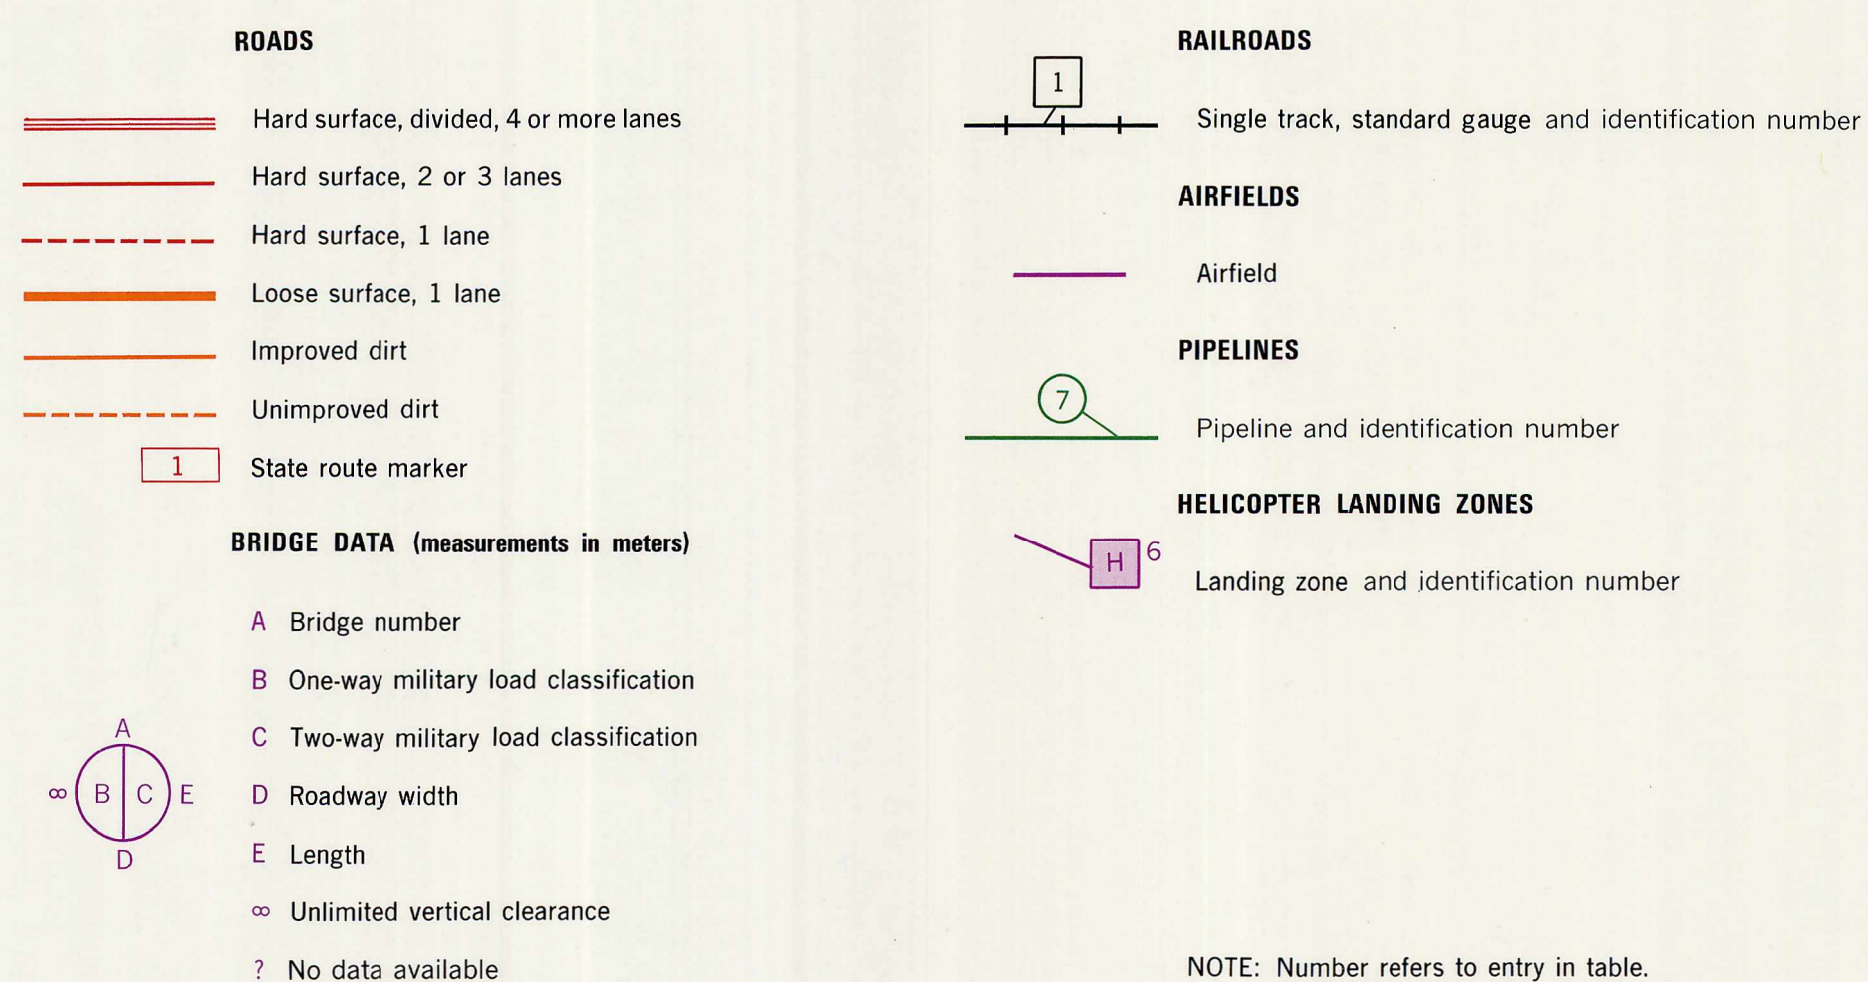 ROADS
Hard surface, divided, 4 or more lanes
Hard surface, 2 or 3 lanes
Hard surface, 1 lane
Loose surface, 1 lane
Improved dirt
Unimproved dirt
1 State route marker
BRIDGE DATA (measurements in meters)
A Bridge number
B One-way military load classification
C Two-way military load classification
D Roadway width
E Length
∞ Unlimited vertical clearance
? No data available
A
∞ B C E
D
RAILROADS
1
Single track, standard gauge and identification number
AIRFIELDS
Airfield
PIPELINES
7
Pipeline and identification number
HELICOPTER LANDING ZONES
H 6
Landing zone and identification number
NOTE: Number refers to entry in table.